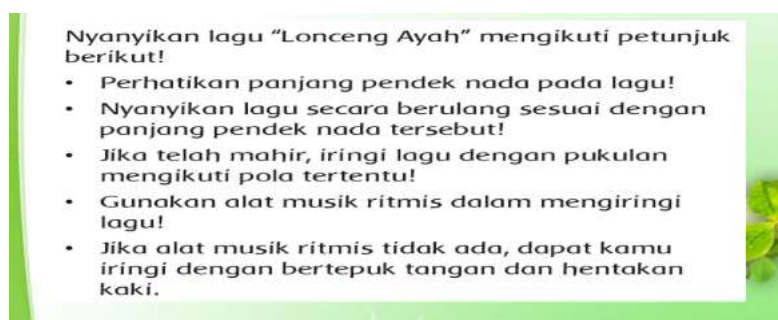 Nyanyikan lagu “Lonceng Ayah” mengikuti petunjuk
berikut!
• Perhatikan panjang pendek nada pada lagu!
• Nyanyikan lagu secara berulang sesuai dengan
panjang pendek nada tersebut!
• Jika telah mahir, iringi lagu dengan pukulan
mengikuti pola tertentu!
• Gunakan alat musik ritmis dalam mengiringi
lagu!
• Jika alat musik ritmis tidak ada, dapat kamu
iringi dengan bertepuk tangan dan hentakan
kaki.